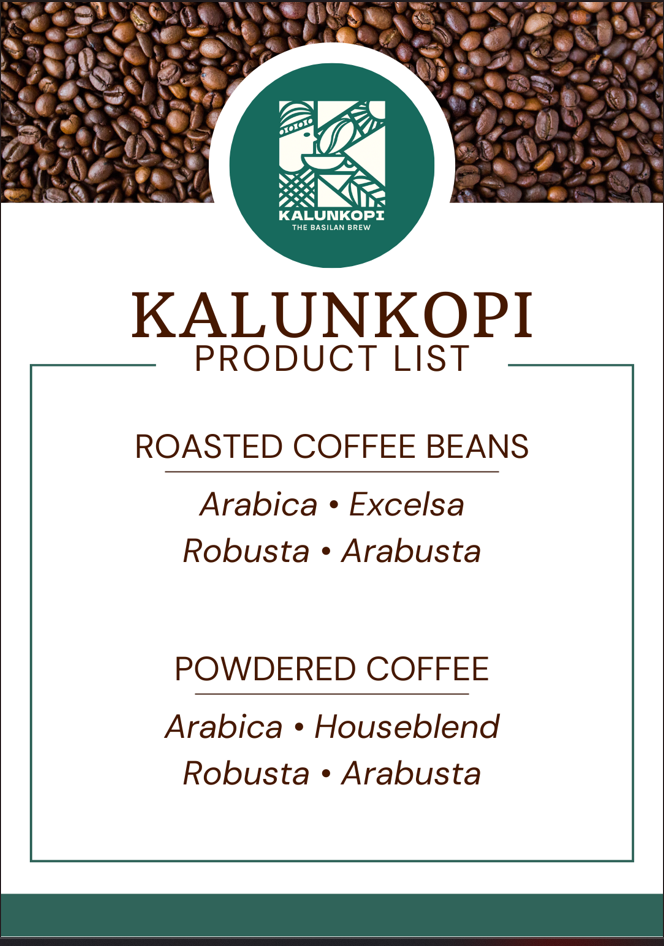 KALUNKOPI
THE BASILAN BREW
KALUNKOPI
PRODUCT LIST
ROASTED COFFEE BEANS
Arabica • Excelsa
Robusta • Arabusta
POWDERED COFFEE
Arabica • Houseblend
Robusta • Arabusta